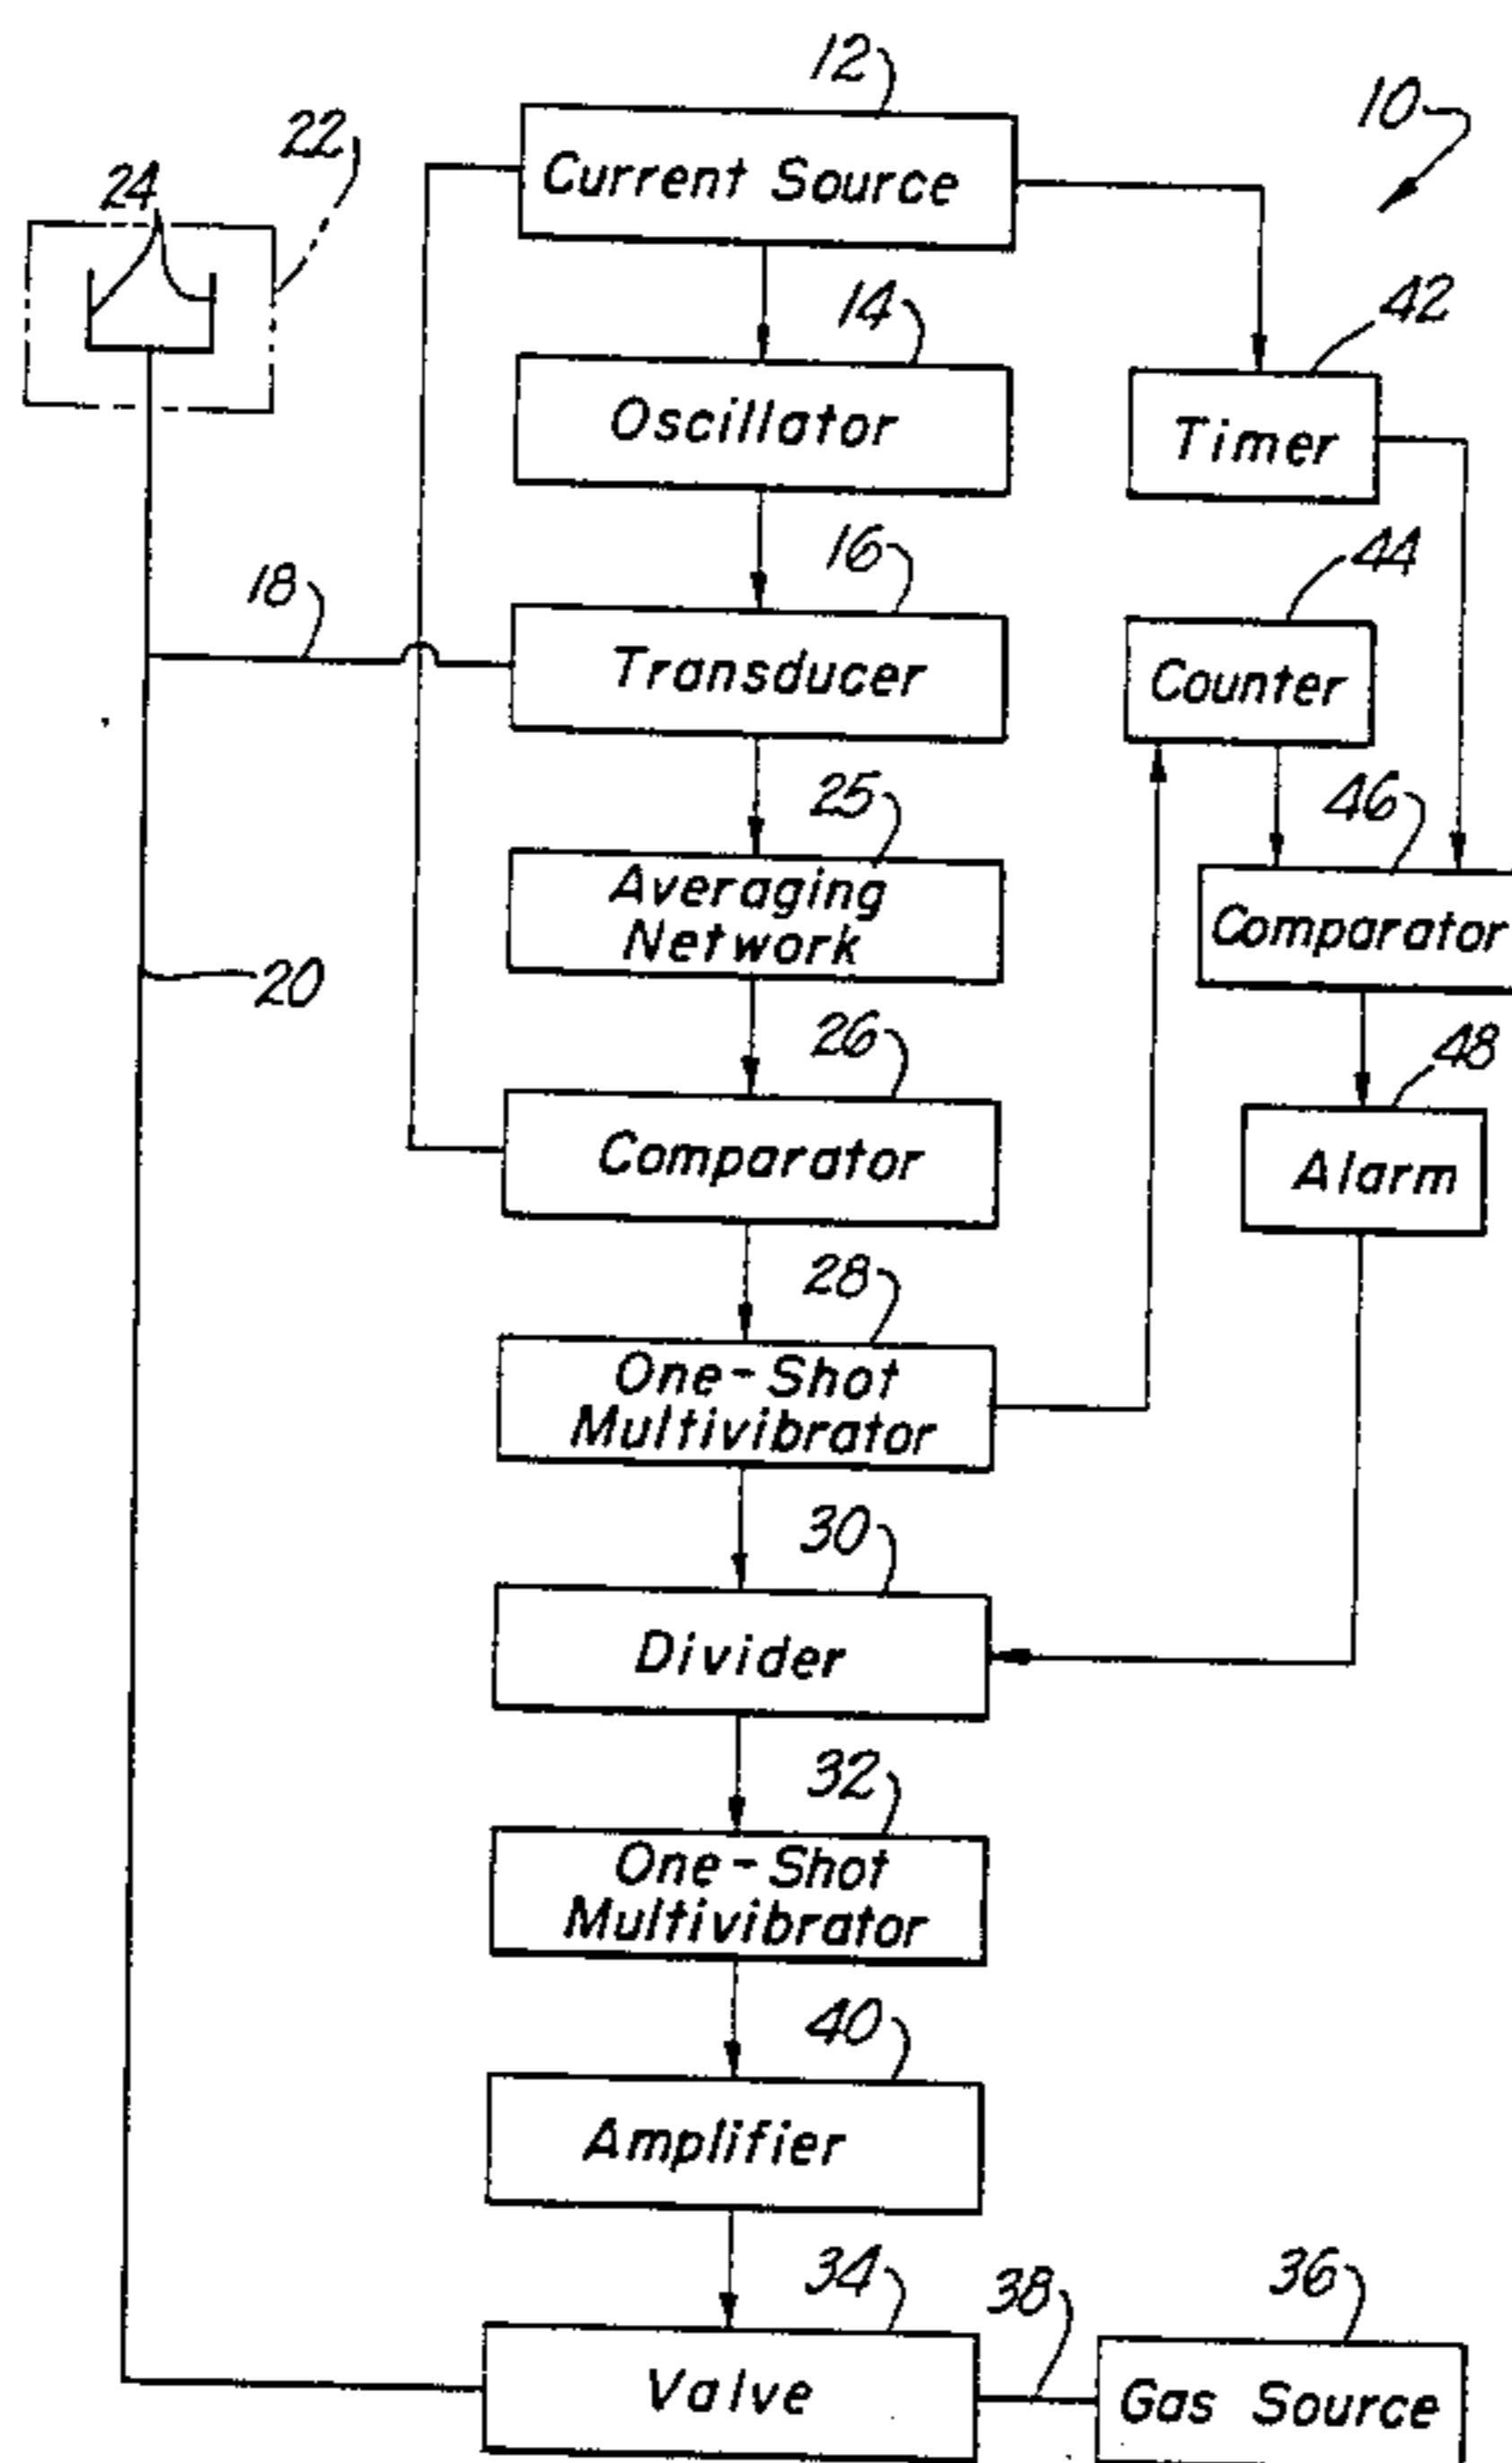 12
10
22
24
Current Source
14
42
Oscillator
Timer
16
44
18
Transducer
Counter
25
46
Averaging
Network
Comparator
20
26
48
Comparator
Alarm
28
One-Shot
Multivibrator
30
Divider
32
One-Shot
Multivibrator
40
Amplifier
34
38
36
Valve
Gas Source